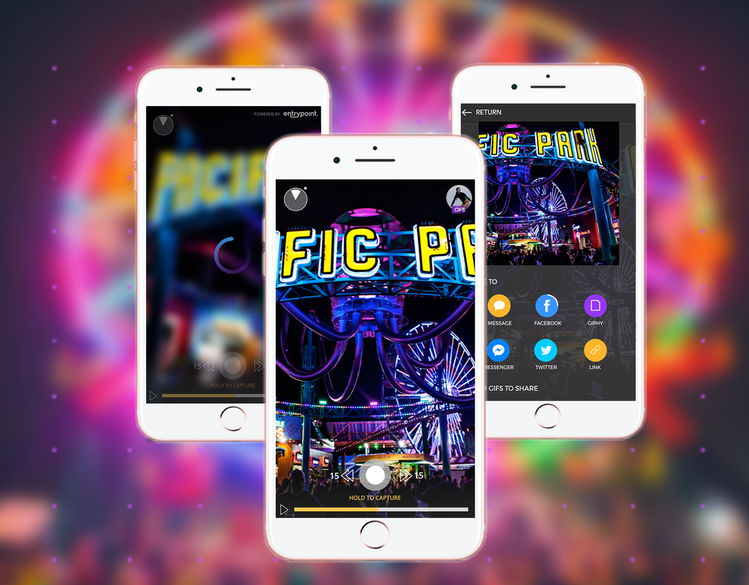 POWERED BY entrypoint.
PACIF
15
HOLD TO CAPTURE
GIFS
FIC PA
15 15
HOLD TO CAPTURE
RETURN
FIC PARK
E TO
MESSAGE
FACEBOOK
GIPHY
ESSENGER
TWITTER
LINK
R GIFS TO SHARE